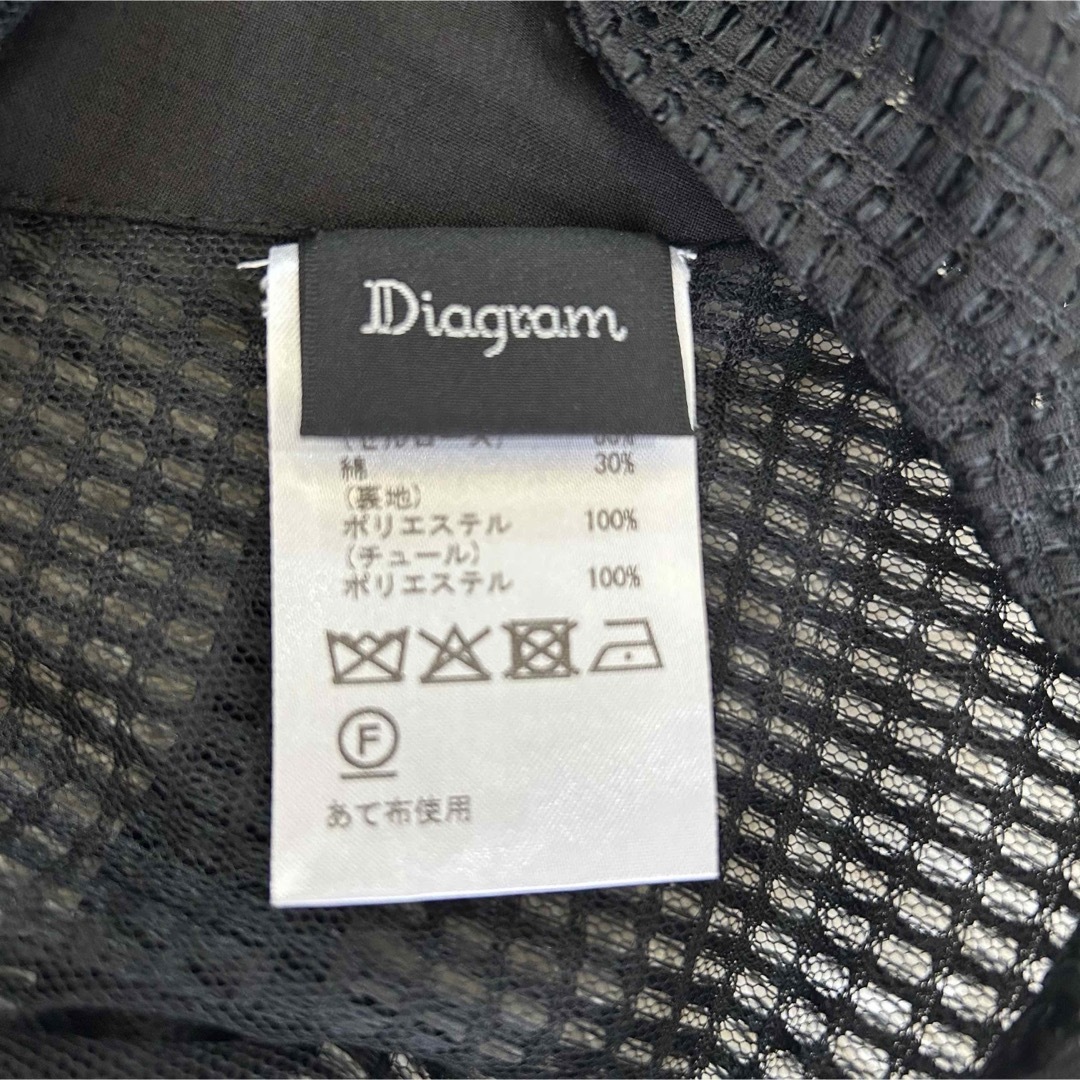 Diagram
綿 30%
(裏地)
ポリエステル 100%
(チュール)
ポリエステル 100%
F
あて布使用